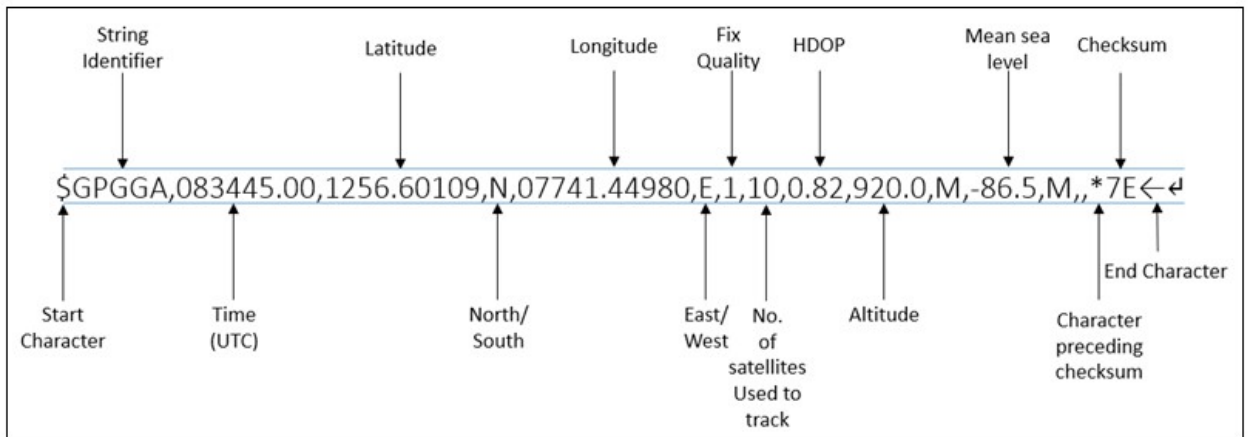 String
Identifier
Latitude
Longitude
Fix
Quality
HDOP
Mean sea
level
Checksum
$GPGGA,083445.00,1256.60109,N,07741.44980,E,1,10,0.82,920.0,M,-86.5,M,,*7E←↲
Start
Character
Time
(UTC)
North/
South
East/
West
No.
of
satellites
Used to
track
Altitude
Character
preceding
checksum
End Character